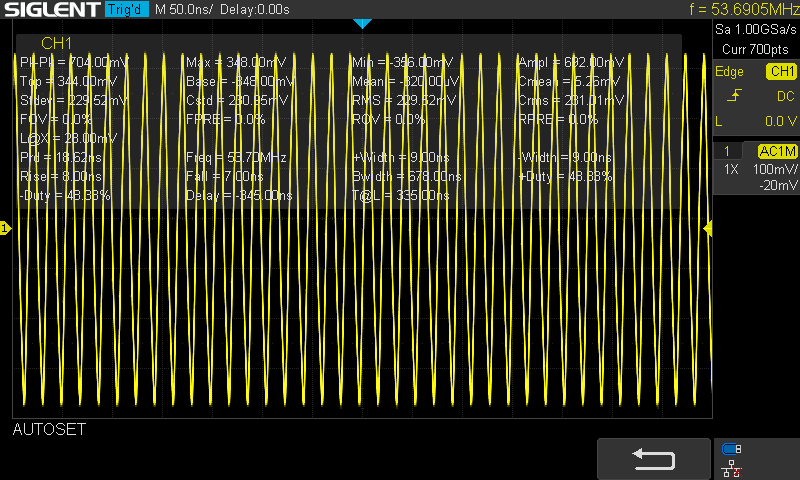 SIGLENT Trig'd M 50.0ns/ Delay:0.00s f = 53.6905MHz
Sa 1.00GSa/s
Curr 700pts
Edge CH1
DC
L 0.0 V
1 AC1M
1X 100mV/
-20mV
CH1
Pk-Pk = 704.00mV Max = 348.00mV Min = -356.00mV Ampl = 692.00mV
Top = 344.00mV Base = -348.00mV Mean = -320.00uV Cmean = 5.26mV
Stdev = 229.52mV Cstd = 230.95mV RMS = 229.52mV Crms = 231.01mV
FOV = 0.0% FPRE = 0.0% ROV = 0.0% RPRE = 0.0%
L@X = 28.00mV
Prd = 18.62ns Freq = 53.70MHz +Width = 9.00ns -Width = 9.00ns
Rise = 8.00ns Fall = 7.00ns Bwidth = 678.00ns +Duty = 48.33%
-Duty = 48.33% Delay = -345.00ns T@L = 335.00ns
1
AUTOSET